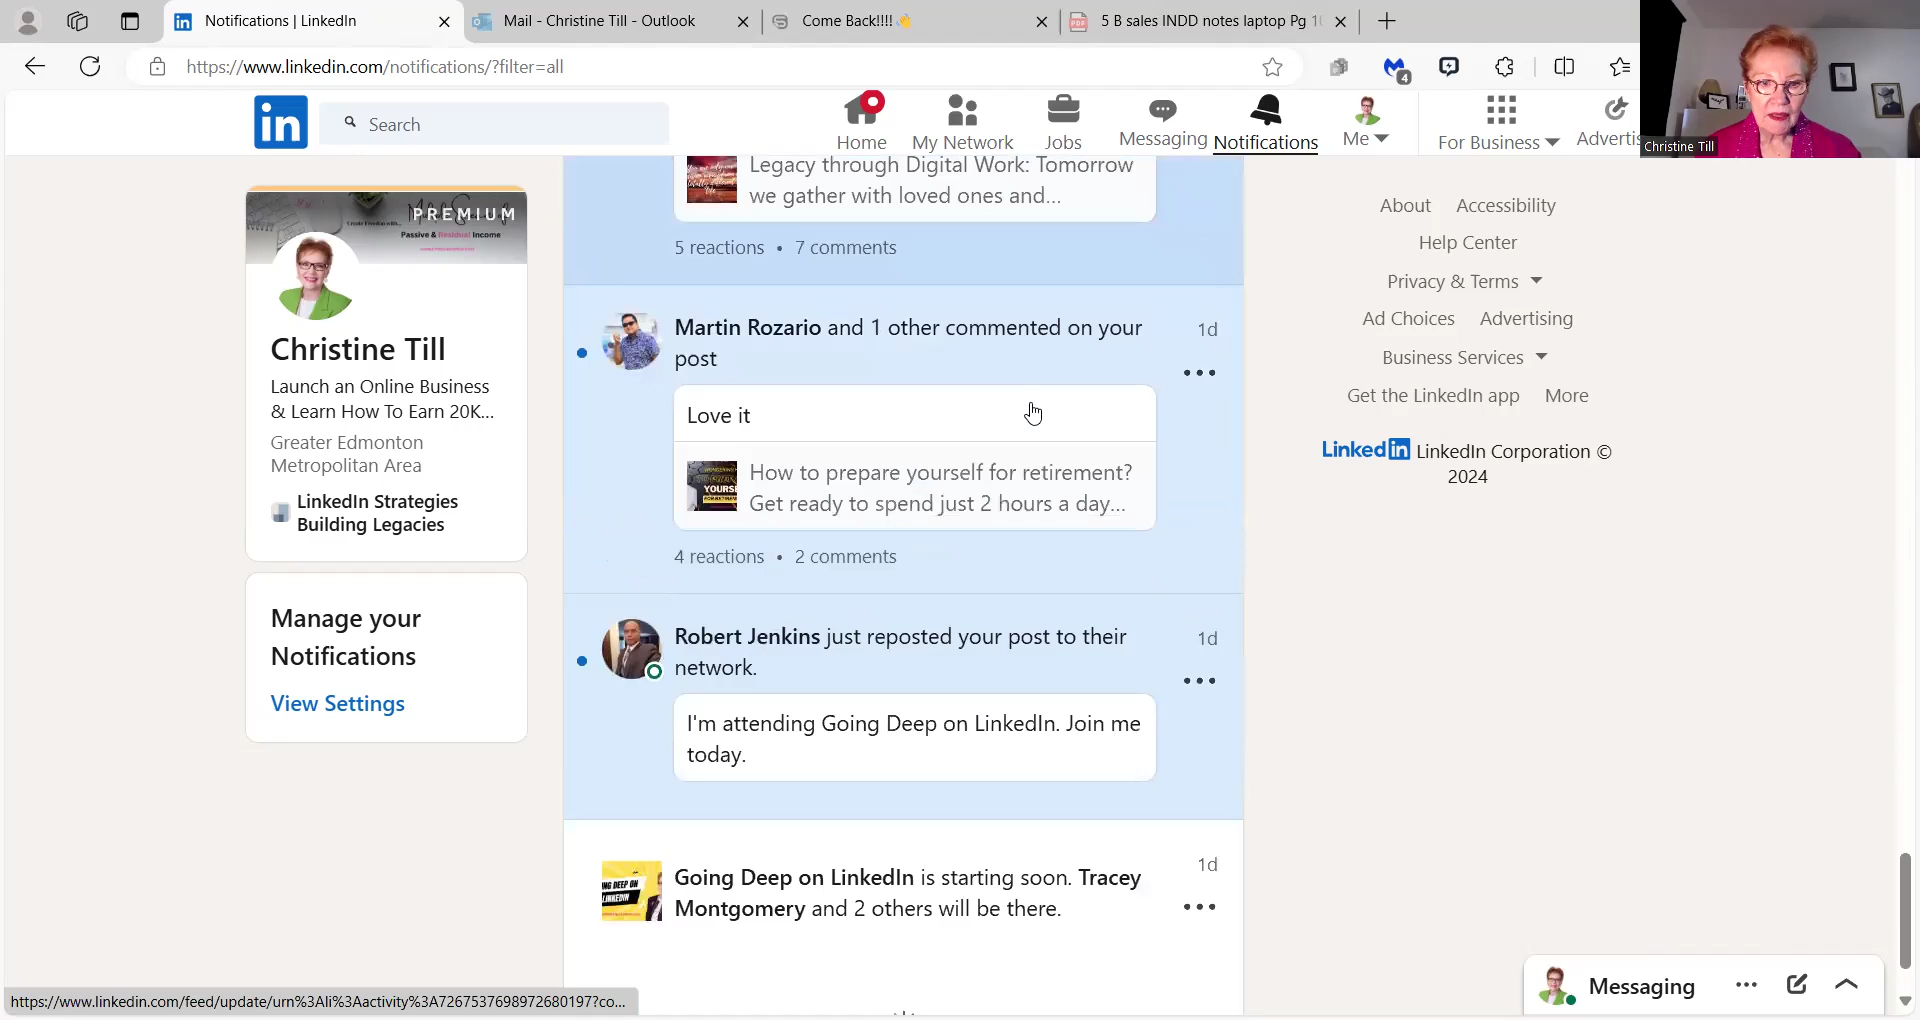 Notifications | LinkedIn
Mail - Christine Till - Outlook
Come Back!!!!👋
5 B sales INDD notes laptop Pg 1
https://www.linkedin.com/notifications/?filter=all
4
in
Search
Home
My Network
Jobs
Messaging
Notifications
Me
For Business
Adverti
Christine Till
Legacy through Digital Work: Tomorrow
we gather with loved ones and...
5 reactions • 7 comments
PREMIUM
Passive & Residual Income
Christine Till
Launch an Online Business
& Learn How To Earn 20K...
Greater Edmonton
Metropolitan Area
LinkedIn Strategies
Building Legacies
Manage your
Notifications
View Settings
Martin Rozario and 1 other commented on your
post
1d
Love it
How to prepare yourself for retirement?
Get ready to spend just 2 hours a day...
4 reactions • 2 comments
Robert Jenkins just reposted your post to their
network.
1d
I'm attending Going Deep on LinkedIn. Join me
today.
NG DEEP ON
LINKEDIN
Going Deep on LinkedIn is starting soon. Tracey
Montgomery and 2 others will be there.
1d
About Accessibility
Help Center
Privacy & Terms
Ad Choices Advertising
Business Services
Get the LinkedIn app More
LinkedIn LinkedIn Corporation ©
2024
Messaging
https://www.linkedin.com/feed/update/urn%3Ali%3Aactivity%3A7267537698972680197?co...